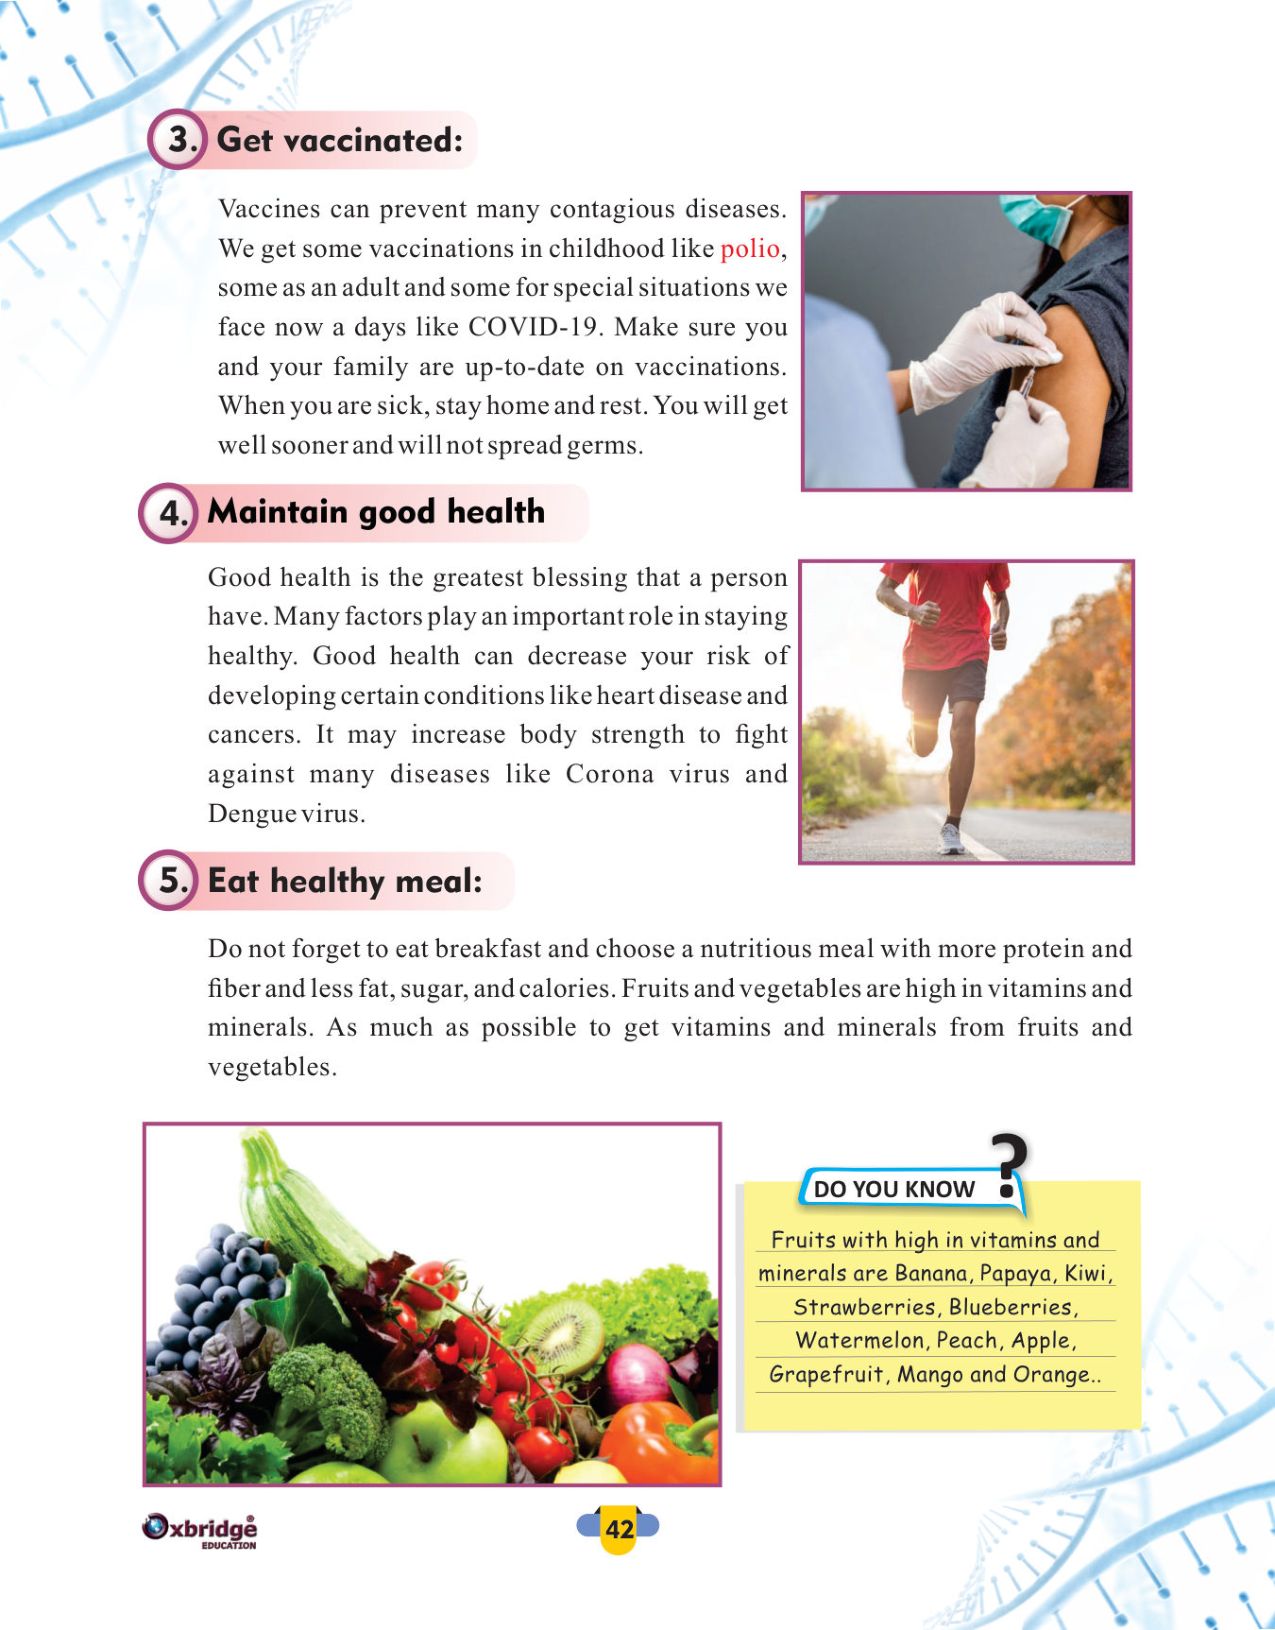 3. Get vaccinated:
Vaccines can prevent many contagious diseases.
We get some vaccinations in childhood like polio,
some as an adult and some for special situations we
face now a days like COVID-19. Make sure you
and your family are up-to-date on vaccinations.
When you are sick, stay home and rest. You will get
well sooner and will not spread germs.
4. Maintain good health
Good health is the greatest blessing that a person
have. Many factors play an important role in staying
healthy. Good health can decrease your risk of
developing certain conditions like heart disease and
cancers. It may increase body strength to fight
against many diseases like Corona virus and
Dengue virus.
5. Eat healthy meal:
Do not forget to eat breakfast and choose a nutritious meal with more protein and
fiber and less fat, sugar, and calories. Fruits and vegetables are high in vitamins and
minerals. As much as possible to get vitamins and minerals from fruits and
vegetables.
DO YOU KNOW ?
Fruits with high in vitamins and
minerals are Banana, Papaya, Kiwi,
Strawberries, Blueberries,
Watermelon, Peach, Apple,
Grapefruit, Mango and Orange..
Oxbridge®
EDUCATION
42